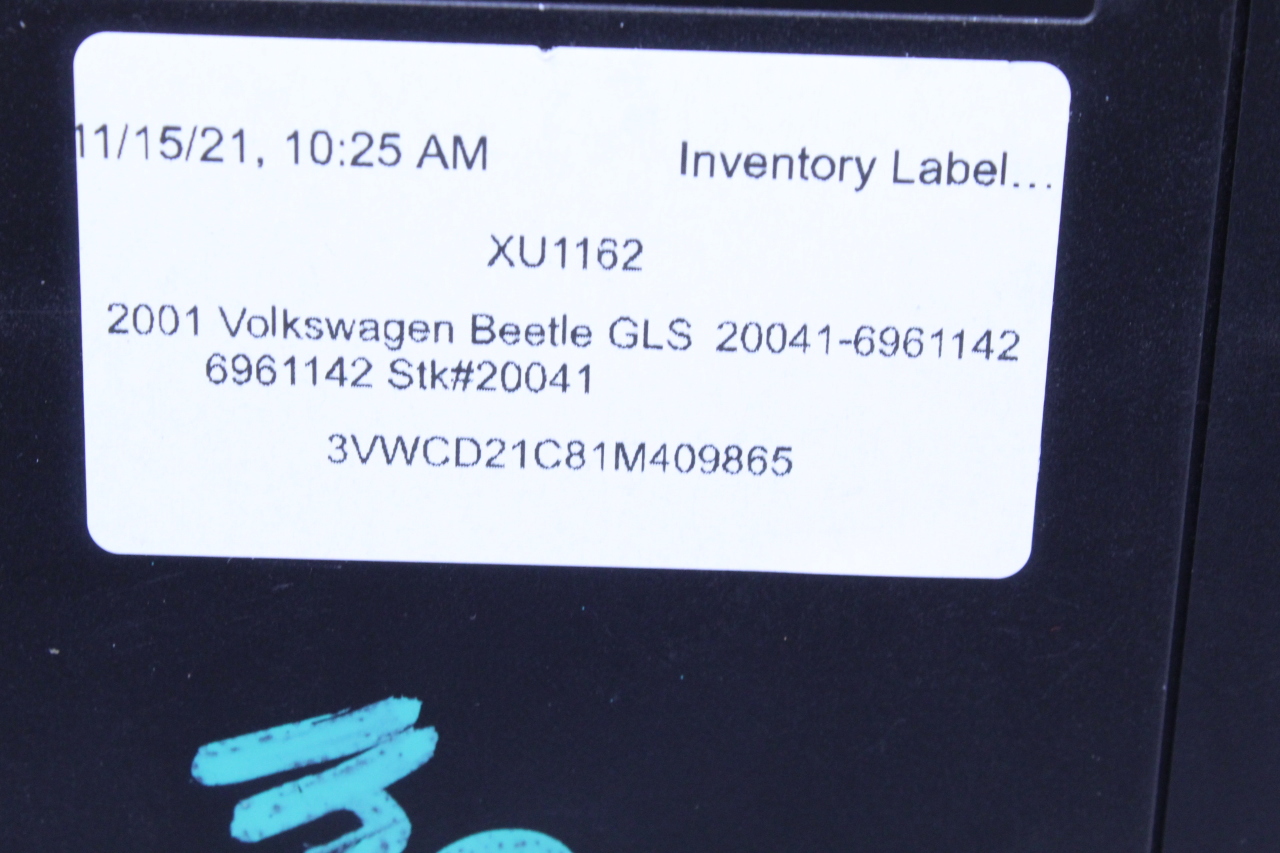 11/15/21, 10:25 AM Inventory Label...
XU1162
2001 Volkswagen Beetle GLS 20041-6961142
6961142 Stk#20041
3VWCD21C81M409865